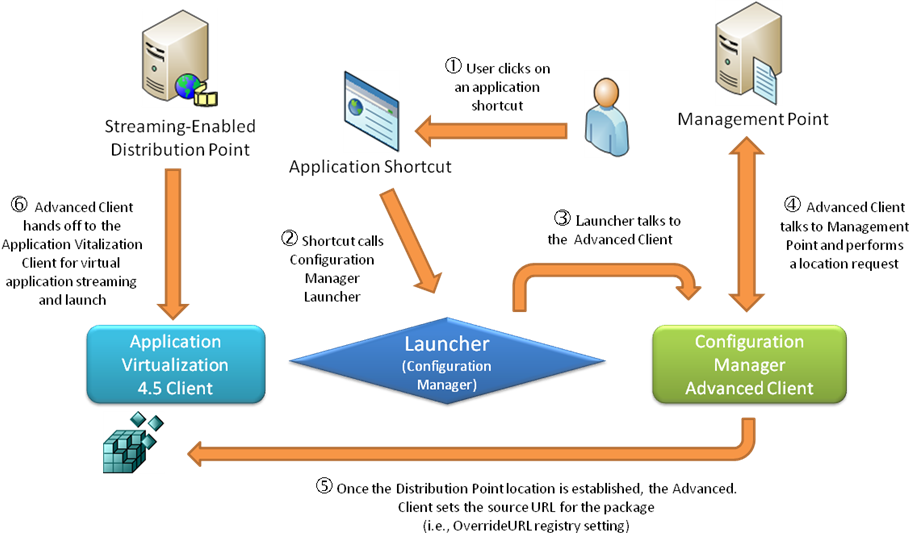 ① User clicks on
an application
shortcut
Streaming-Enabled
Distribution Point
Application Shortcut
Management Point
⑥ Advanced Client
hands off to the
Application Vitalization
Client for virtual
application streaming
and launch
② Shortcut calls
Configuration
Manager
Launcher
③ Launcher talks to
the Advanced Client
④ Advanced Client
talks to Management
Point and performs
a location request
Application
Virtualization
4.5 Client
Launcher
(Configuration
Manager)
Configuration
Manager
Advanced Client
⑤ Once the Distribution Point location is established, the Advanced.
Client sets the source URL for the package
(i.e., OverrideURL registry setting)